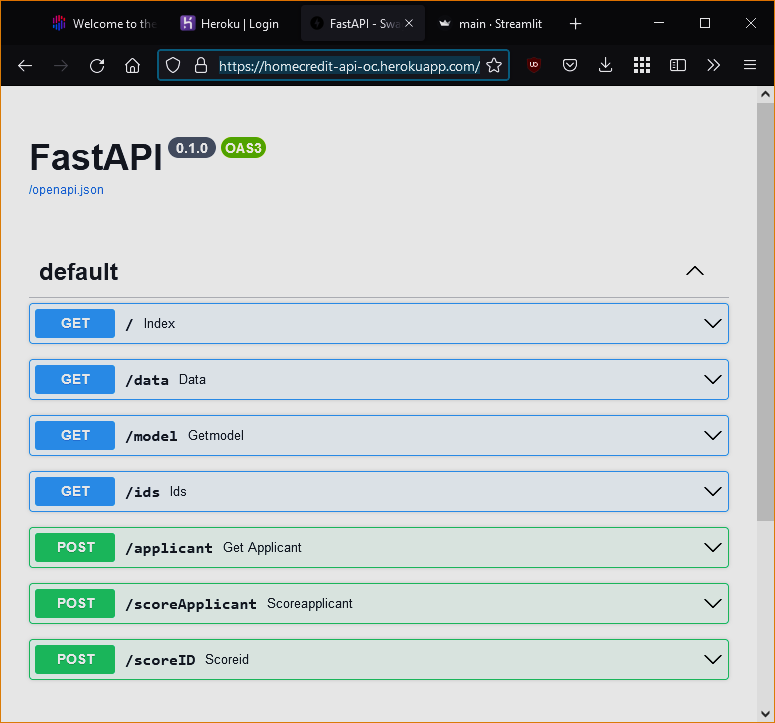 Welcome to the
Heroku | Login
FastAPI - Swa
main · Streamlit
https://homecredit-api-oc.herokuapp.com/
FastAPI 0.1.0 OAS3
/openapi.json
default
GET / Index
GET /data Data
GET /model Getmodel
GET /ids Ids
POST /applicant Get Applicant
POST /scoreApplicant Scoreapplicant
POST /scoreID Scoreid